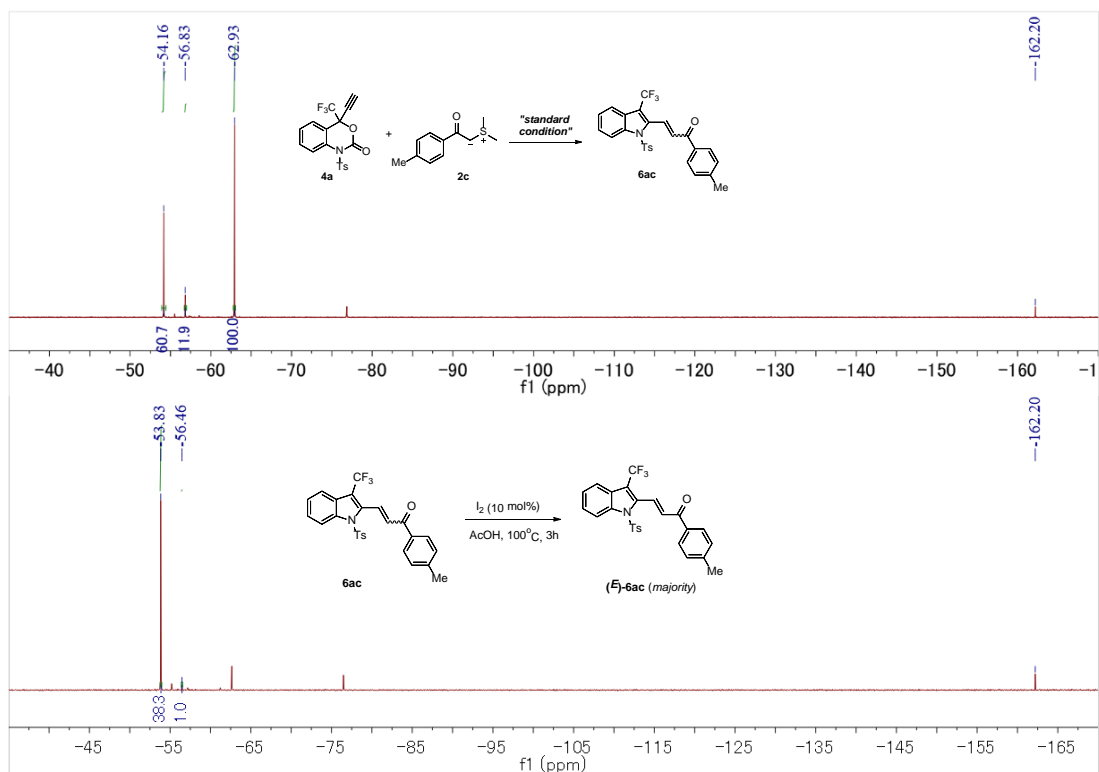 -54.16
-56.83
-62.93
-162.20
F₃C
O
N
O
Ts
4a
+
O
S
+
−
Me
2c
"standard
condition"
CF₃
O
N
Ts
Me
6ac
60.7
11.9
100.0
-40 -50 -60 -70 -80 -90 -100 -110 -120 -130 -140 -150 -160 -1
f1 (ppm)
-53.83
-56.46
-162.20
CF₃
O
N
Ts
Me
6ac
I₂ (10 mol%)
AcOH, 100°C, 3h
CF₃
O
N
Ts
Me
(E)-6ac (majority)
38.3
1.0
-45 -55 -65 -75 -85 -95 -105 -115 -125 -135 -145 -155 -165
f1 (ppm)